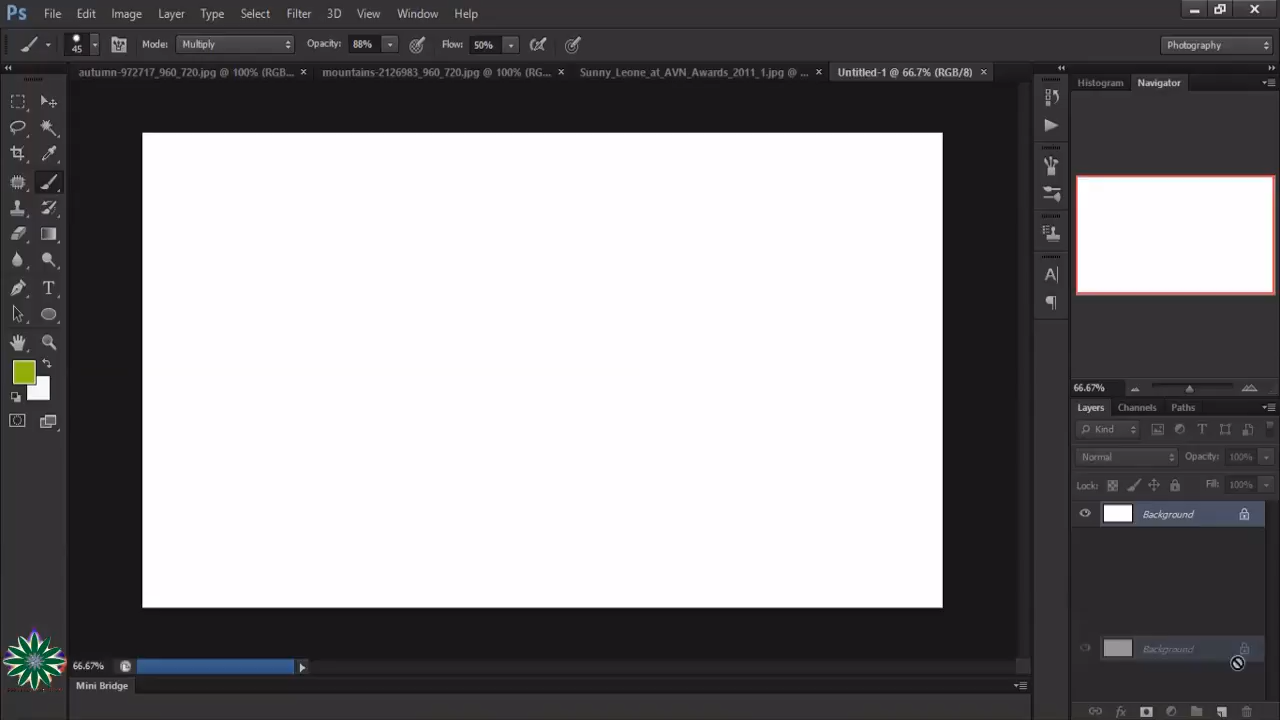 Ps File Edit Image Layer Type Select Filter 3D View Window Help
45 Mode: Multiply Opacity: 88% Flow: 50% Photography
autumn-972717_960_720.jpg @ 100% (RGB... × mountains-2126983_960_720.jpg @ 100% (RG... × Sunny_Leone_at_AVN_Awards_2011_1.jpg @ ... × Untitled-1 @ 66.7% (RGB/8) ×
Histogram Navigator
66.67%
Layers Channels Paths
Kind
Normal Opacity: 100%
Lock: Fill: 100%
Background
Background
66.67%
Mini Bridge